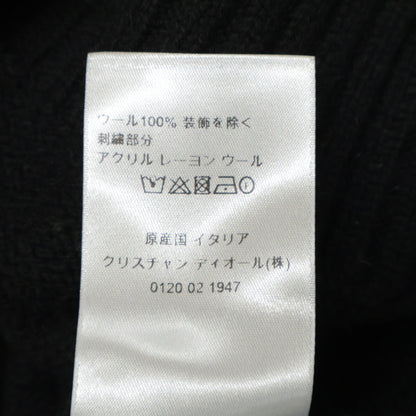 ウール100% 装飾を除く
刺繍部分
アクリル レーヨン ウール
原産国 イタリア
クリスチャン ディオール(株)
0120 02 1947